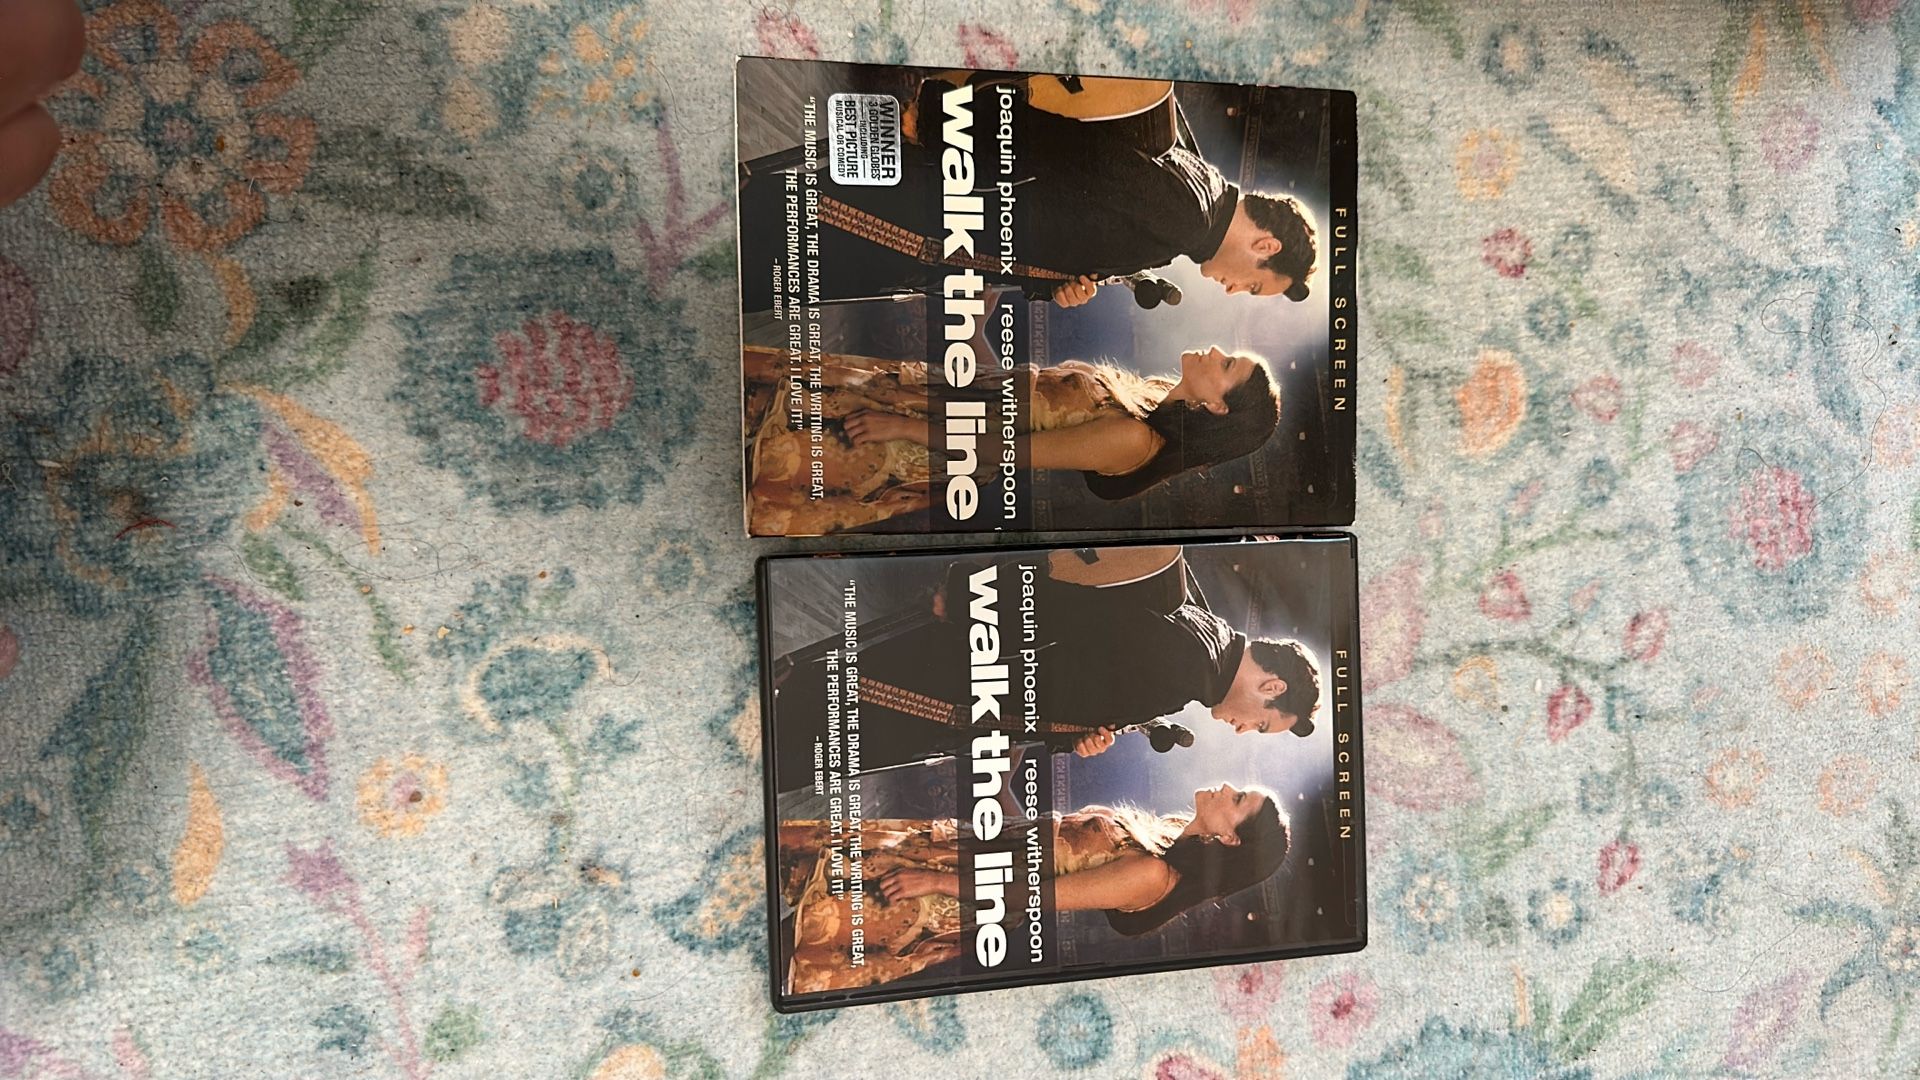 FULL SCREEN
joaquin phoenix reese witherspoon
walk the line
WINNER
3 GOLDEN GLOBES
INCLUDING
BEST PICTURE
MUSICAL OR COMEDY
"THE MUSIC IS GREAT, THE DRAMA IS GREAT, THE WRITING IS GREAT,
THE PERFORMANCES ARE GREAT. I LOVE IT!"
- ROGER EBERT
FULL SCREEN
joaquin phoenix reese witherspoon
walk the line
"THE MUSIC IS GREAT, THE DRAMA IS GREAT, THE WRITING IS GREAT,
THE PERFORMANCES ARE GREAT. I LOVE IT!"
- ROGER EBERT